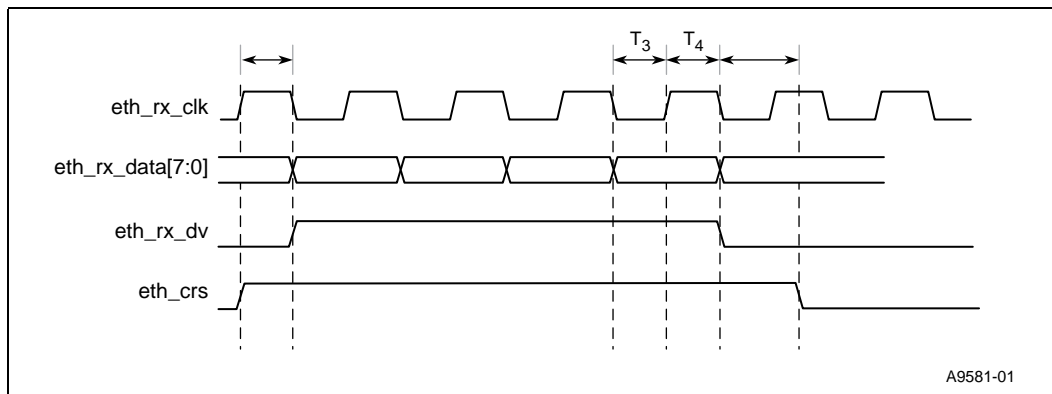 T3 T4
eth_rx_clk
eth_rx_data[7:0]
eth_rx_dv
eth_crs
A9581-01